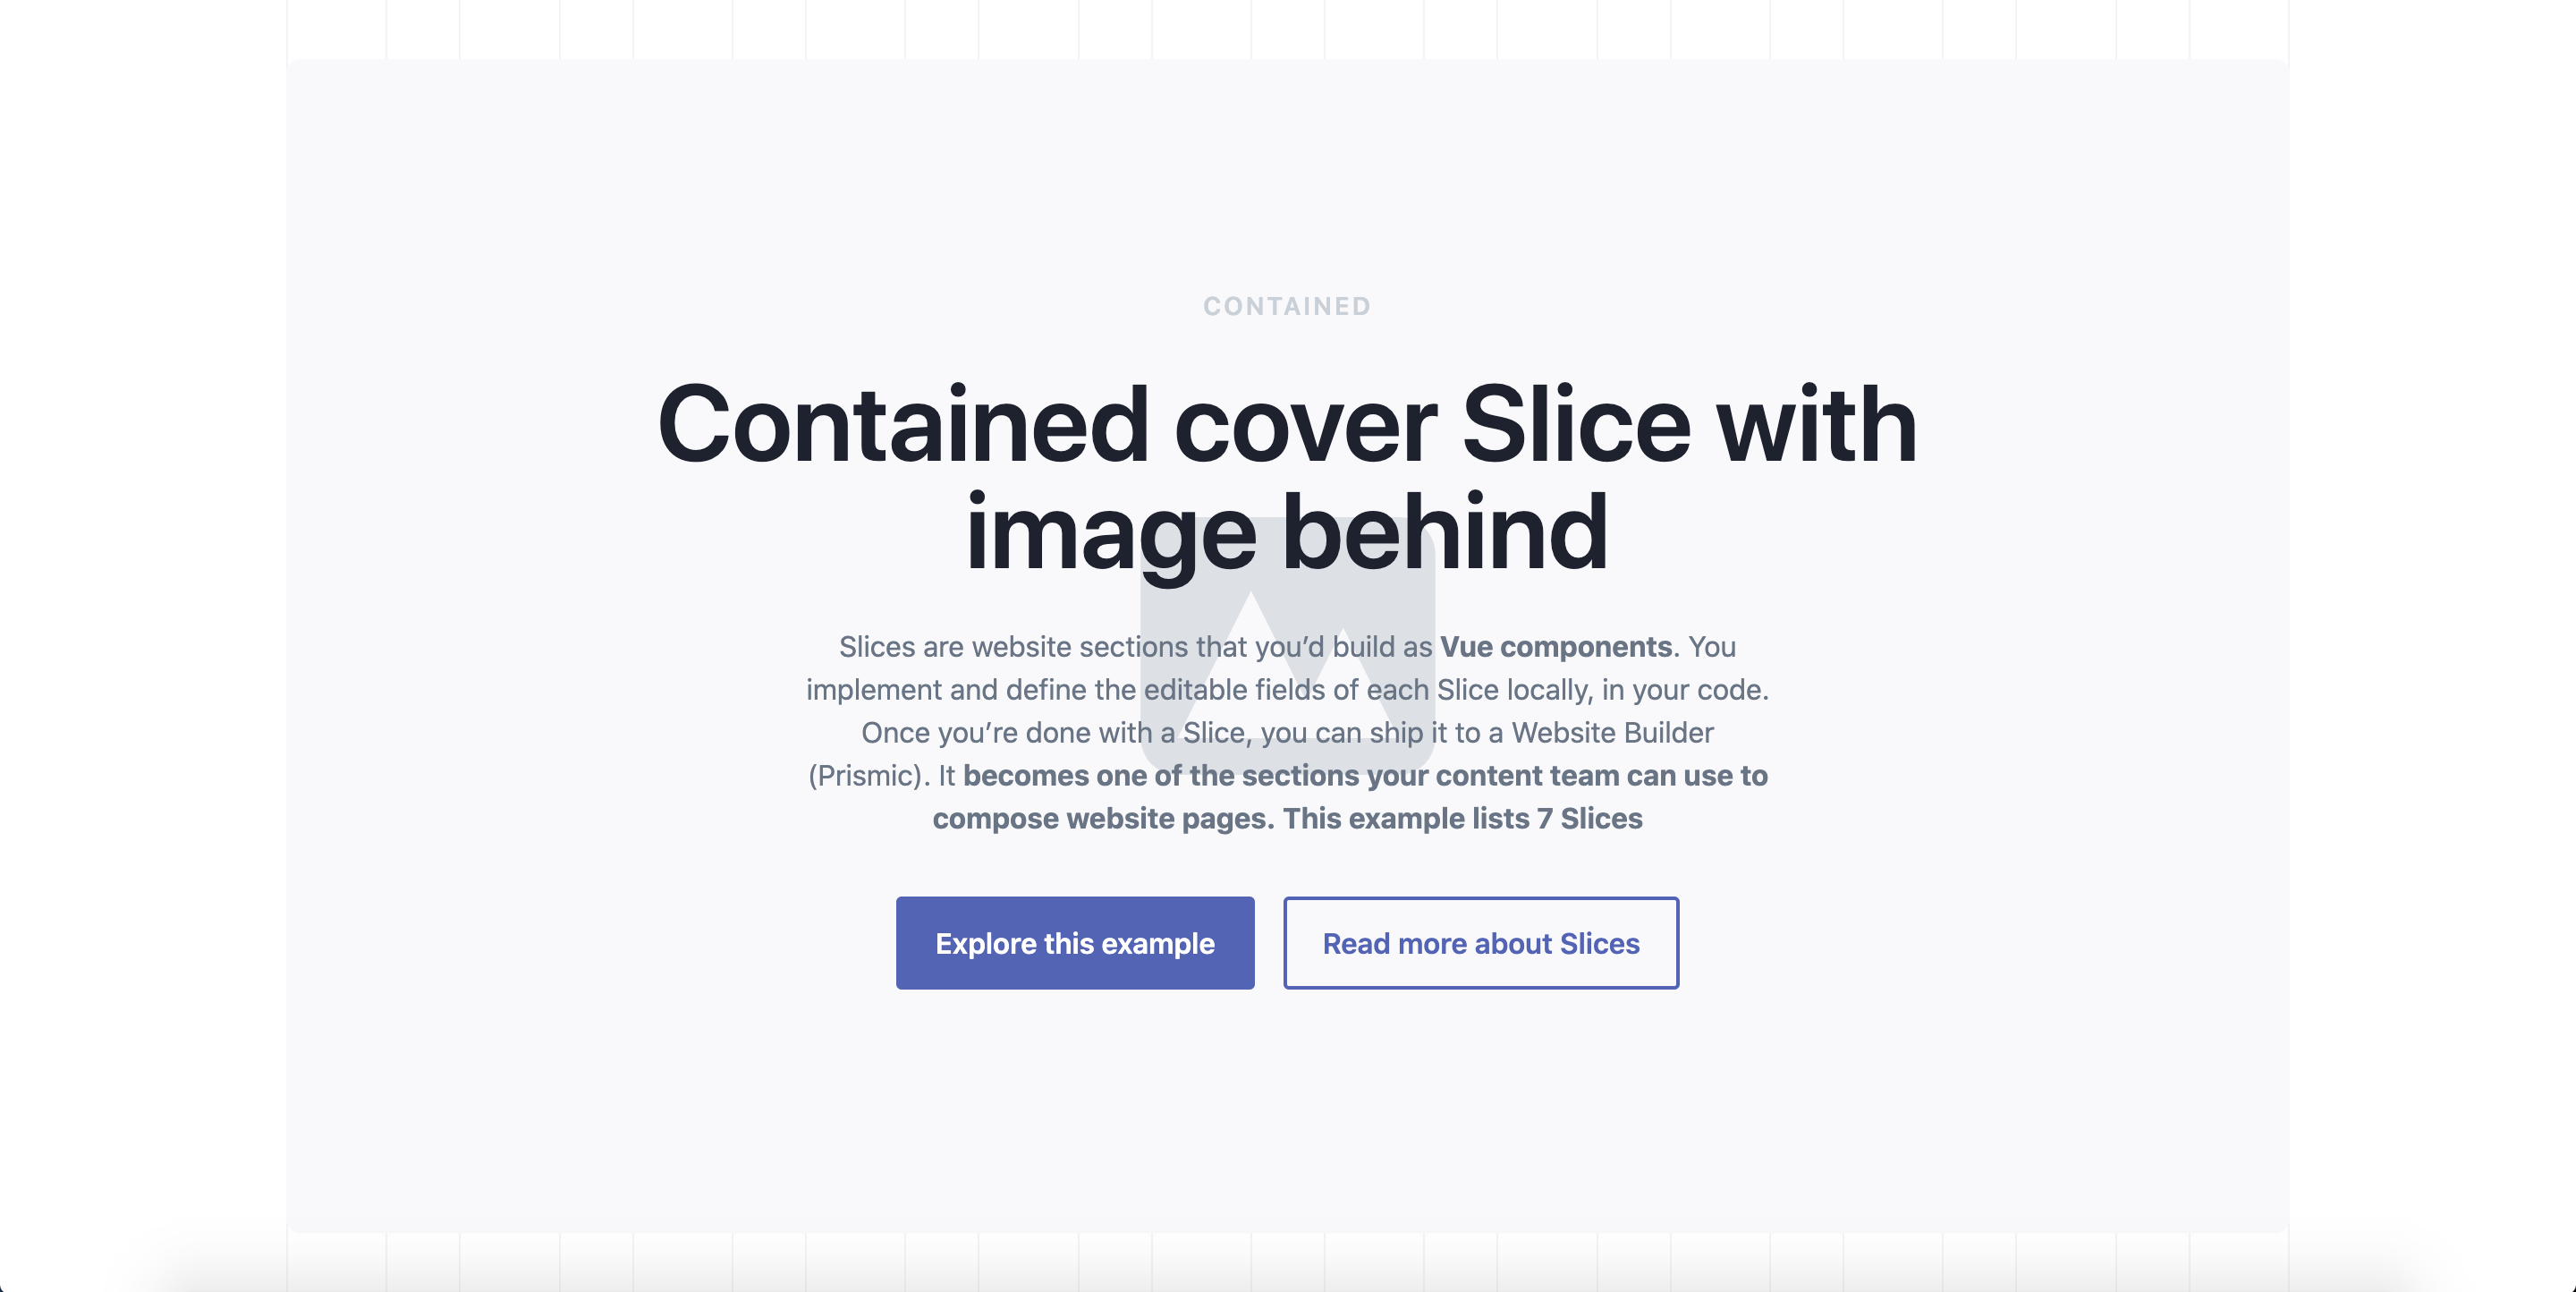 CONTAINED
Contained cover Slice with
image behind
Slices are website sections that you’d build as Vue components. You
implement and define the editable fields of each Slice locally, in your code.
Once you’re done with a Slice, you can ship it to a Website Builder
(Prismic). It becomes one of the sections your content team can use to
compose website pages. This example lists 7 Slices
Explore this example
Read more about Slices